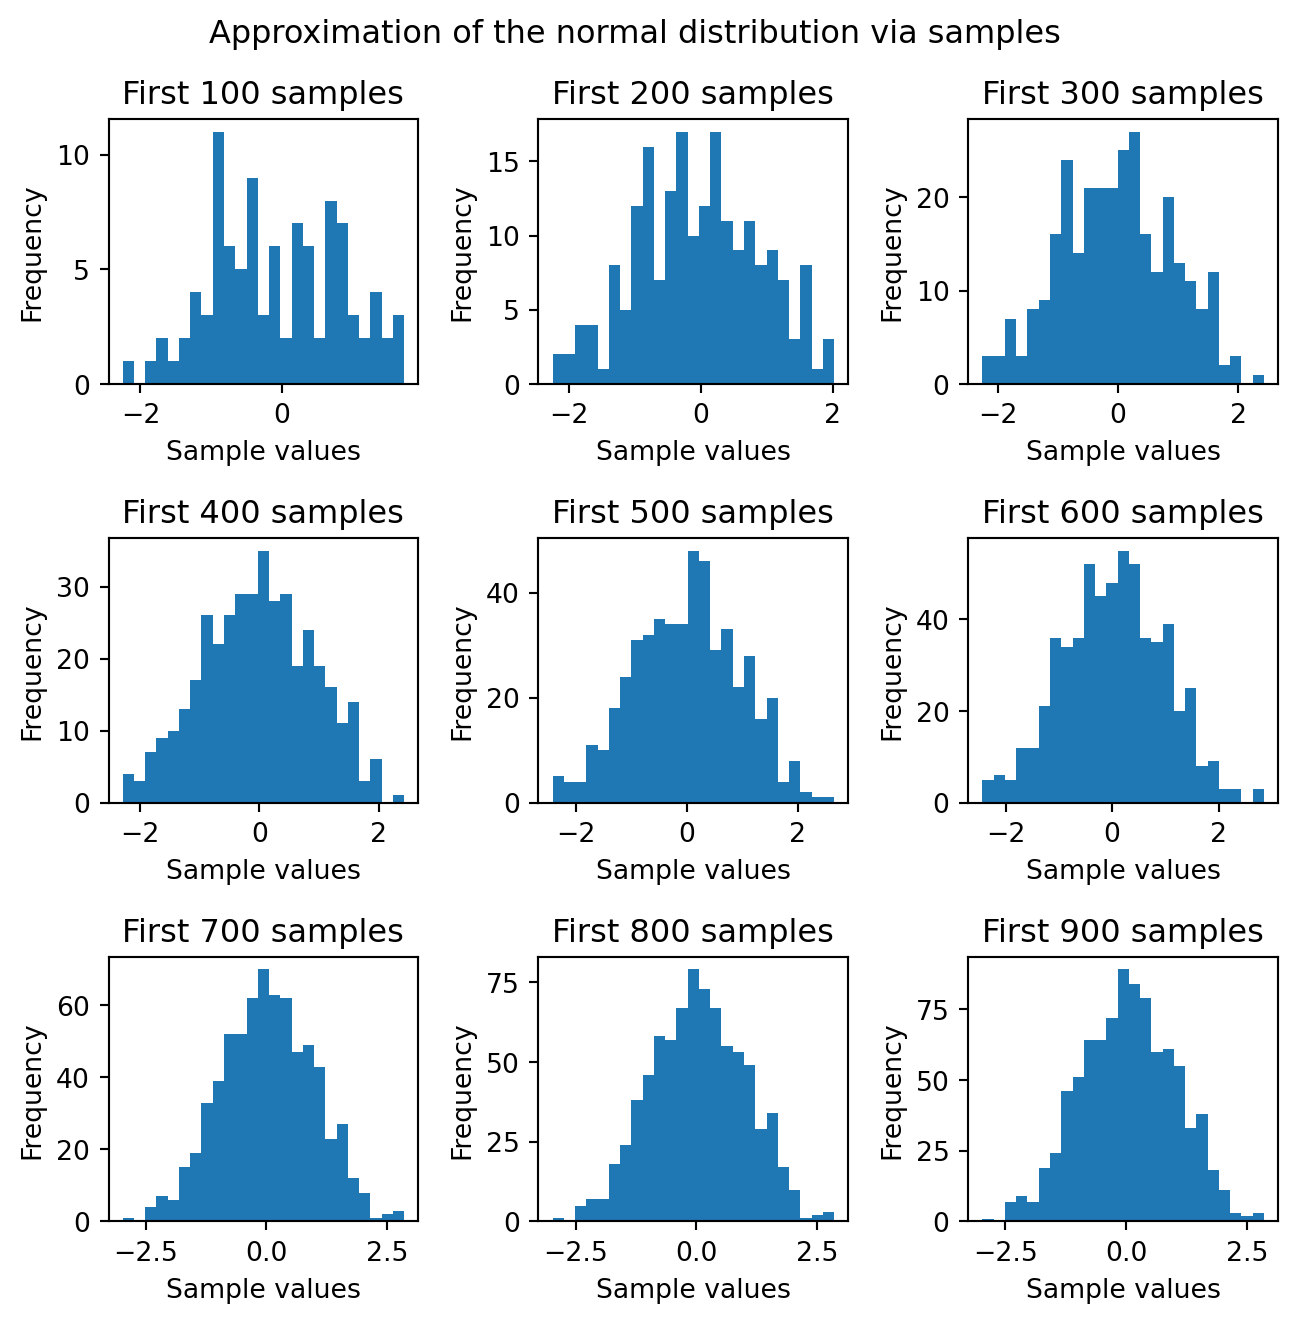 Approximation of the normal distribution via samples
First 100 samples
10
5
0
Frequency
−2 0
Sample values
First 200 samples
15
10
5
0
Frequency
−2 0 2
Sample values
First 300 samples
20
10
0
Frequency
−2 0 2
Sample values
First 400 samples
30
20
10
0
Frequency
−2 0 2
Sample values
First 500 samples
40
20
0
Frequency
−2 0 2
Sample values
First 600 samples
40
20
0
Frequency
−2 0 2
Sample values
First 700 samples
60
40
20
0
Frequency
−2.5 0.0 2.5
Sample values
First 800 samples
75
50
25
0
Frequency
−2.5 0.0 2.5
Sample values
First 900 samples
75
50
25
0
Frequency
−2.5 0.0 2.5
Sample values